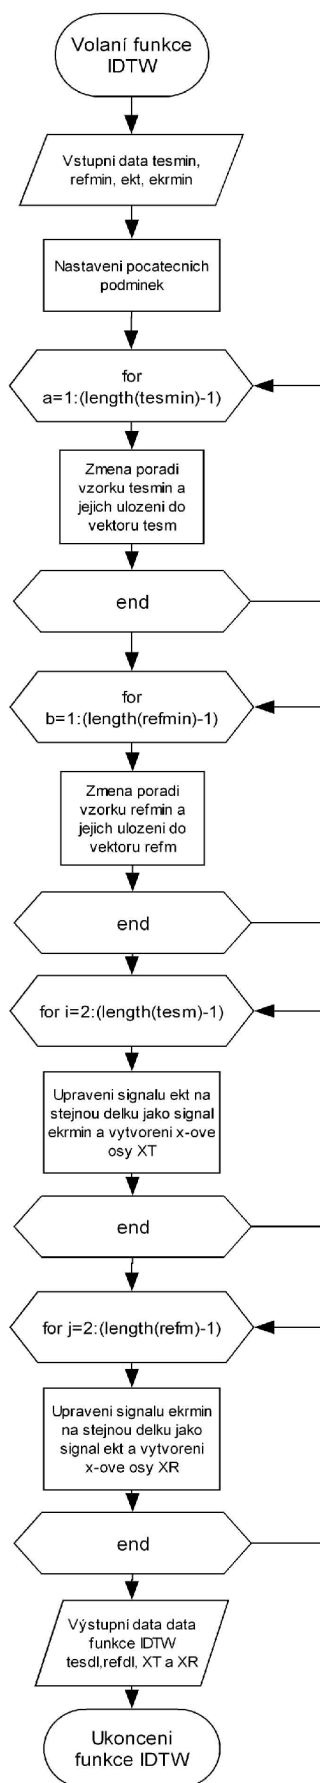 Volaní funkce
IDTW
Vstupní data tesmin,
refmin, ekt, ekrmin
Nastaveni pocatecnich
podminek
for
a=1:(length(tesmin)-1)
Zmena poradi
vzorku tesmin a
jejich ulozeni do
vektoru tesm
end
for
b=1:(length(refmin)-1)
Zmena poradi
vzorku refmin a
jejich ulozeni do
vektoru refm
end
for i=2:(length(tesm)-1)
Upraveni signalu ekt na
stejnou delku jako signal
ekrmin a vytvoreni x-ove
osy XT
end
for j=2:(length(refm)-1)
Upraveni signalu ekrmin
na stejnou delku jako
signal ekt a vytvoreni
x-ove osy XR
end
Výstupní data data
funkce IDTW
tesdl,refdl, XT a XR
Ukonceni
funkce IDTW